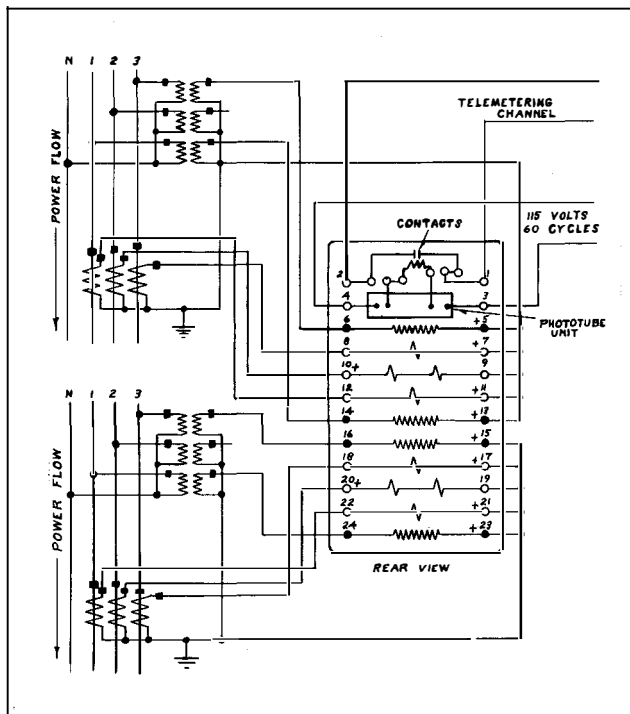 N 1 2 3
TELEMETERING
CHANNEL
POWER FLOW
CONTACTS
115 VOLTS
60 CYCLES
2 1
4 3
PHOTOTUBE
UNIT
6 +5
8 +7
10+ 9
12 +11
14 +13
16 +15
18 +17
20+ 19
22 +21
24 +23
REAR VIEW
N 1 2 3
POWER FLOW